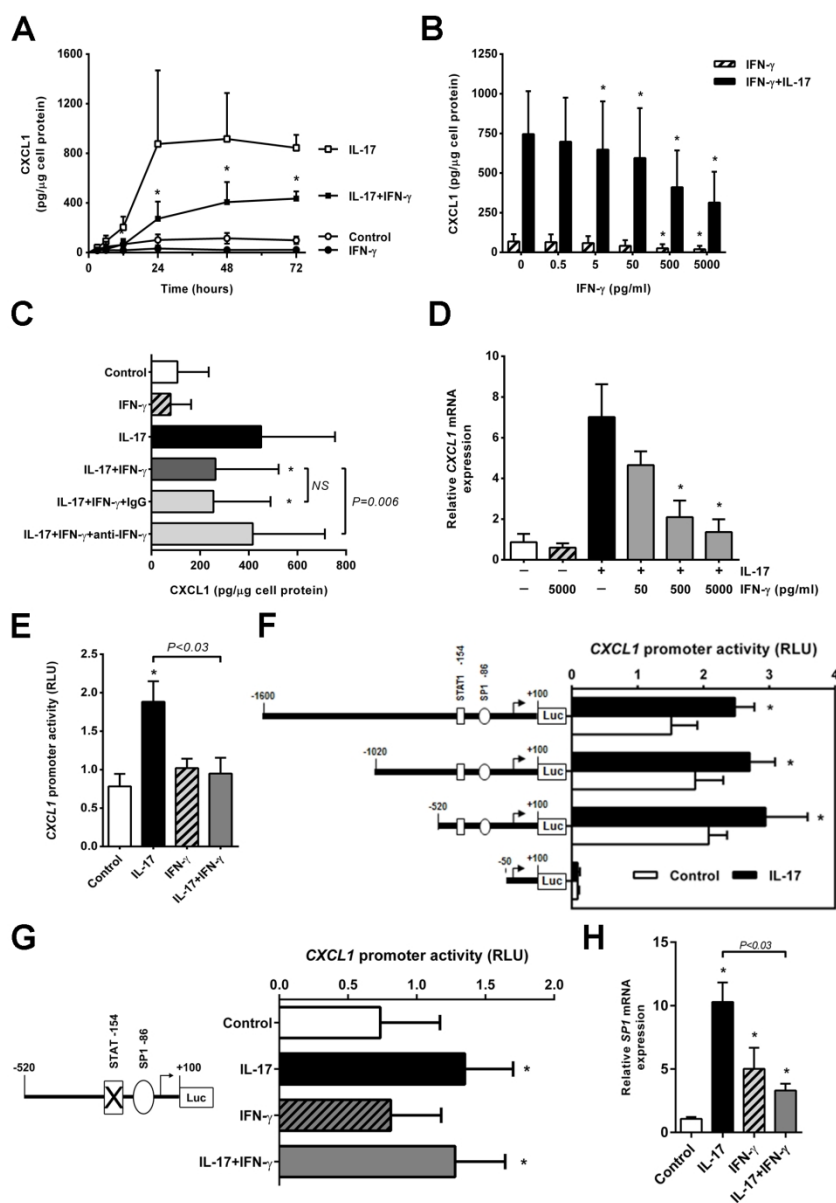 A
1600
1200
800
400
0
CXCL1
(pg/μg cell protein)
0
24
48
72
Time (hours)
* * *
IL-17
IL-17+IFN-γ
Control
IFN-γ
B
1250
1000
750
500
250
0
CXCL1 (pg/μg cell protein)
IFN-γ
IFN-γ+IL-17
* * * *
* *
0 0.5 5 50 500 5000
IFN-γ (pg/ml)
C
Control
IFN-γ
IL-17
IL-17+IFN-γ *
NS
IL-17+IFN-γ+IgG *
P=0.006
IL-17+IFN-γ+anti-IFN-γ
0 200 400 600 800
CXCL1 (pg/μg cell protein)
D
10
8
6
4
2
0
Relative CXCL1 mRNA
expression
* *
– – + + + + IL-17
– 5000 – 50 500 5000 IFN-γ (pg/ml)
E
2.5
2.0
1.5
1.0
0.5
0.0
CXCL1 promoter activity (RLU)
P<0.03
*
Control
IL-17
IFN-γ
IL-17+IFN-γ
F
CXCL1 promoter activity (RLU)
0 1 2 3 4
-1600
STAT1 -154
SP1 -86
+100
Luc
*
-1020
+100
Luc
*
-520
+100
Luc
*
-50
+100
Luc
Control
IL-17
G
CXCL1 promoter activity (RLU)
0.0 0.5 1.0 1.5 2.0
-520
STAT -154
SP1 -86
+100
Luc
Control
IL-17 *
IFN-γ
IL-17+IFN-γ *
H
15
10
5
0
Relative SP1 mRNA
expression
P<0.03
* * *
Control
IL-17
IFN-γ
IL-17+IFN-γ